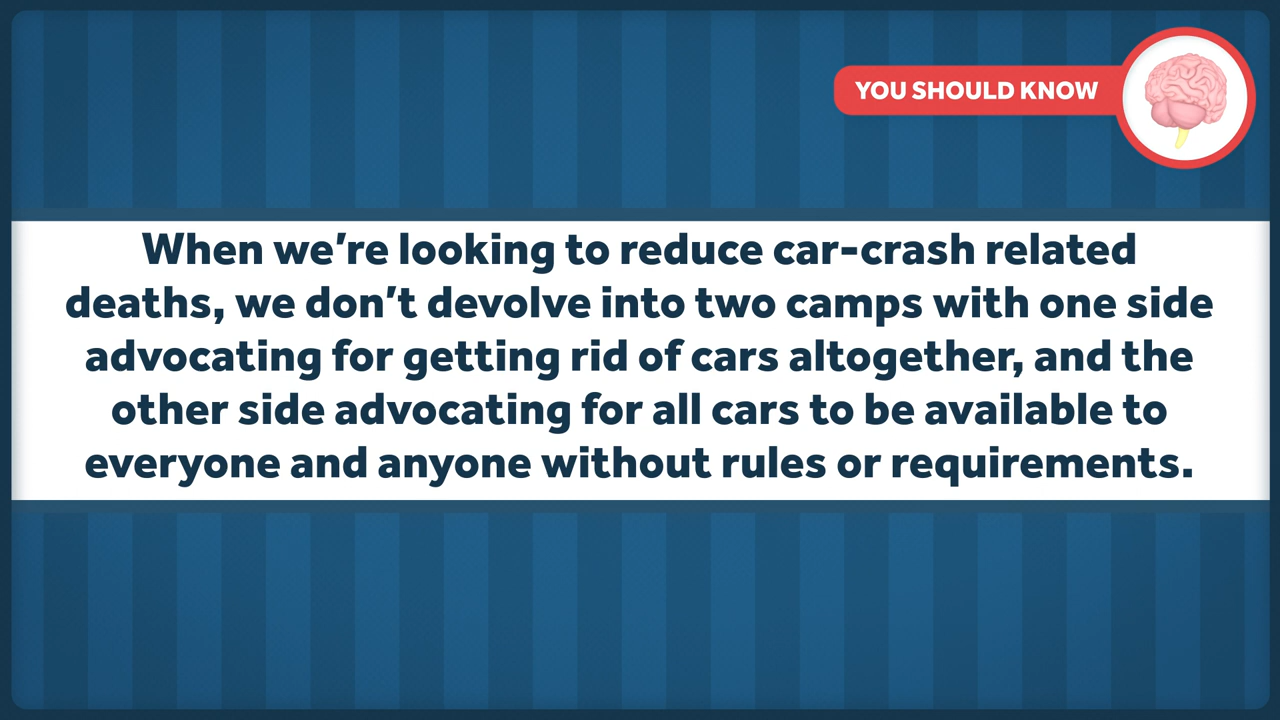 YOU SHOULD KNOW
When we're looking to reduce car-crash related
deaths, we don't devolve into two camps with one side
advocating for getting rid of cars altogether, and the
other side advocating for all cars to be available to
everyone and anyone without rules or requirements.